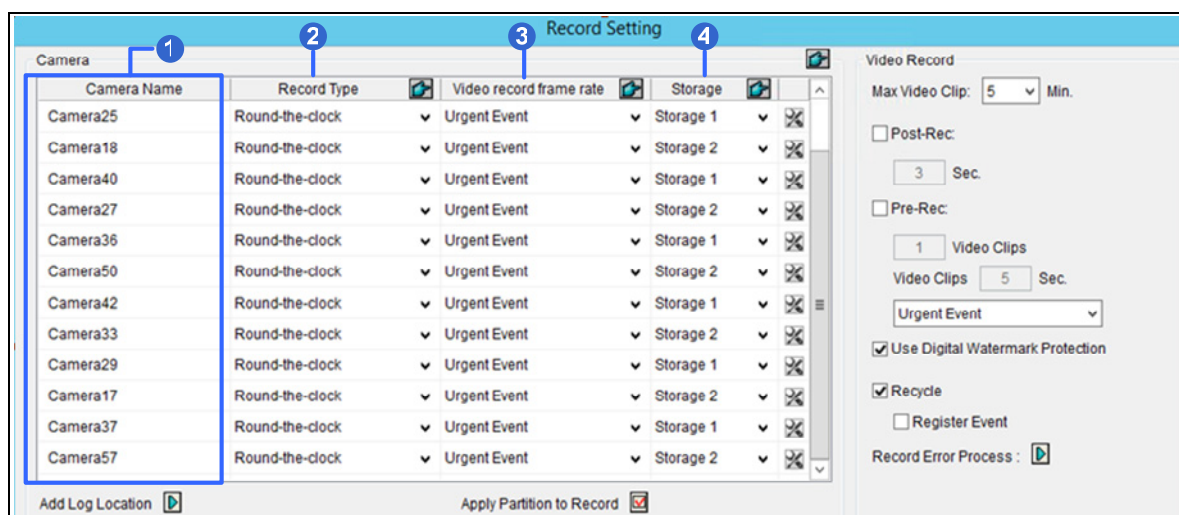 Record Setting
1 2 3 4
Camera
Camera Name Record Type Video record frame rate Storage
Camera25 Round-the-clock Urgent Event Storage 1
Camera18 Round-the-clock Urgent Event Storage 2
Camera40 Round-the-clock Urgent Event Storage 1
Camera27 Round-the-clock Urgent Event Storage 2
Camera36 Round-the-clock Urgent Event Storage 1
Camera50 Round-the-clock Urgent Event Storage 2
Camera42 Round-the-clock Urgent Event Storage 1
Camera33 Round-the-clock Urgent Event Storage 2
Camera29 Round-the-clock Urgent Event Storage 1
Camera17 Round-the-clock Urgent Event Storage 2
Camera37 Round-the-clock Urgent Event Storage 1
Camera57 Round-the-clock Urgent Event Storage 2
Add Log Location Apply Partition to Record
Video Record
Max Video Clip: 5 Min.
Post-Rec:
3 Sec.
Pre-Rec:
1 Video Clips
Video Clips 5 Sec.
Urgent Event
Use Digital Watermark Protection
Recycle
Register Event
Record Error Process :